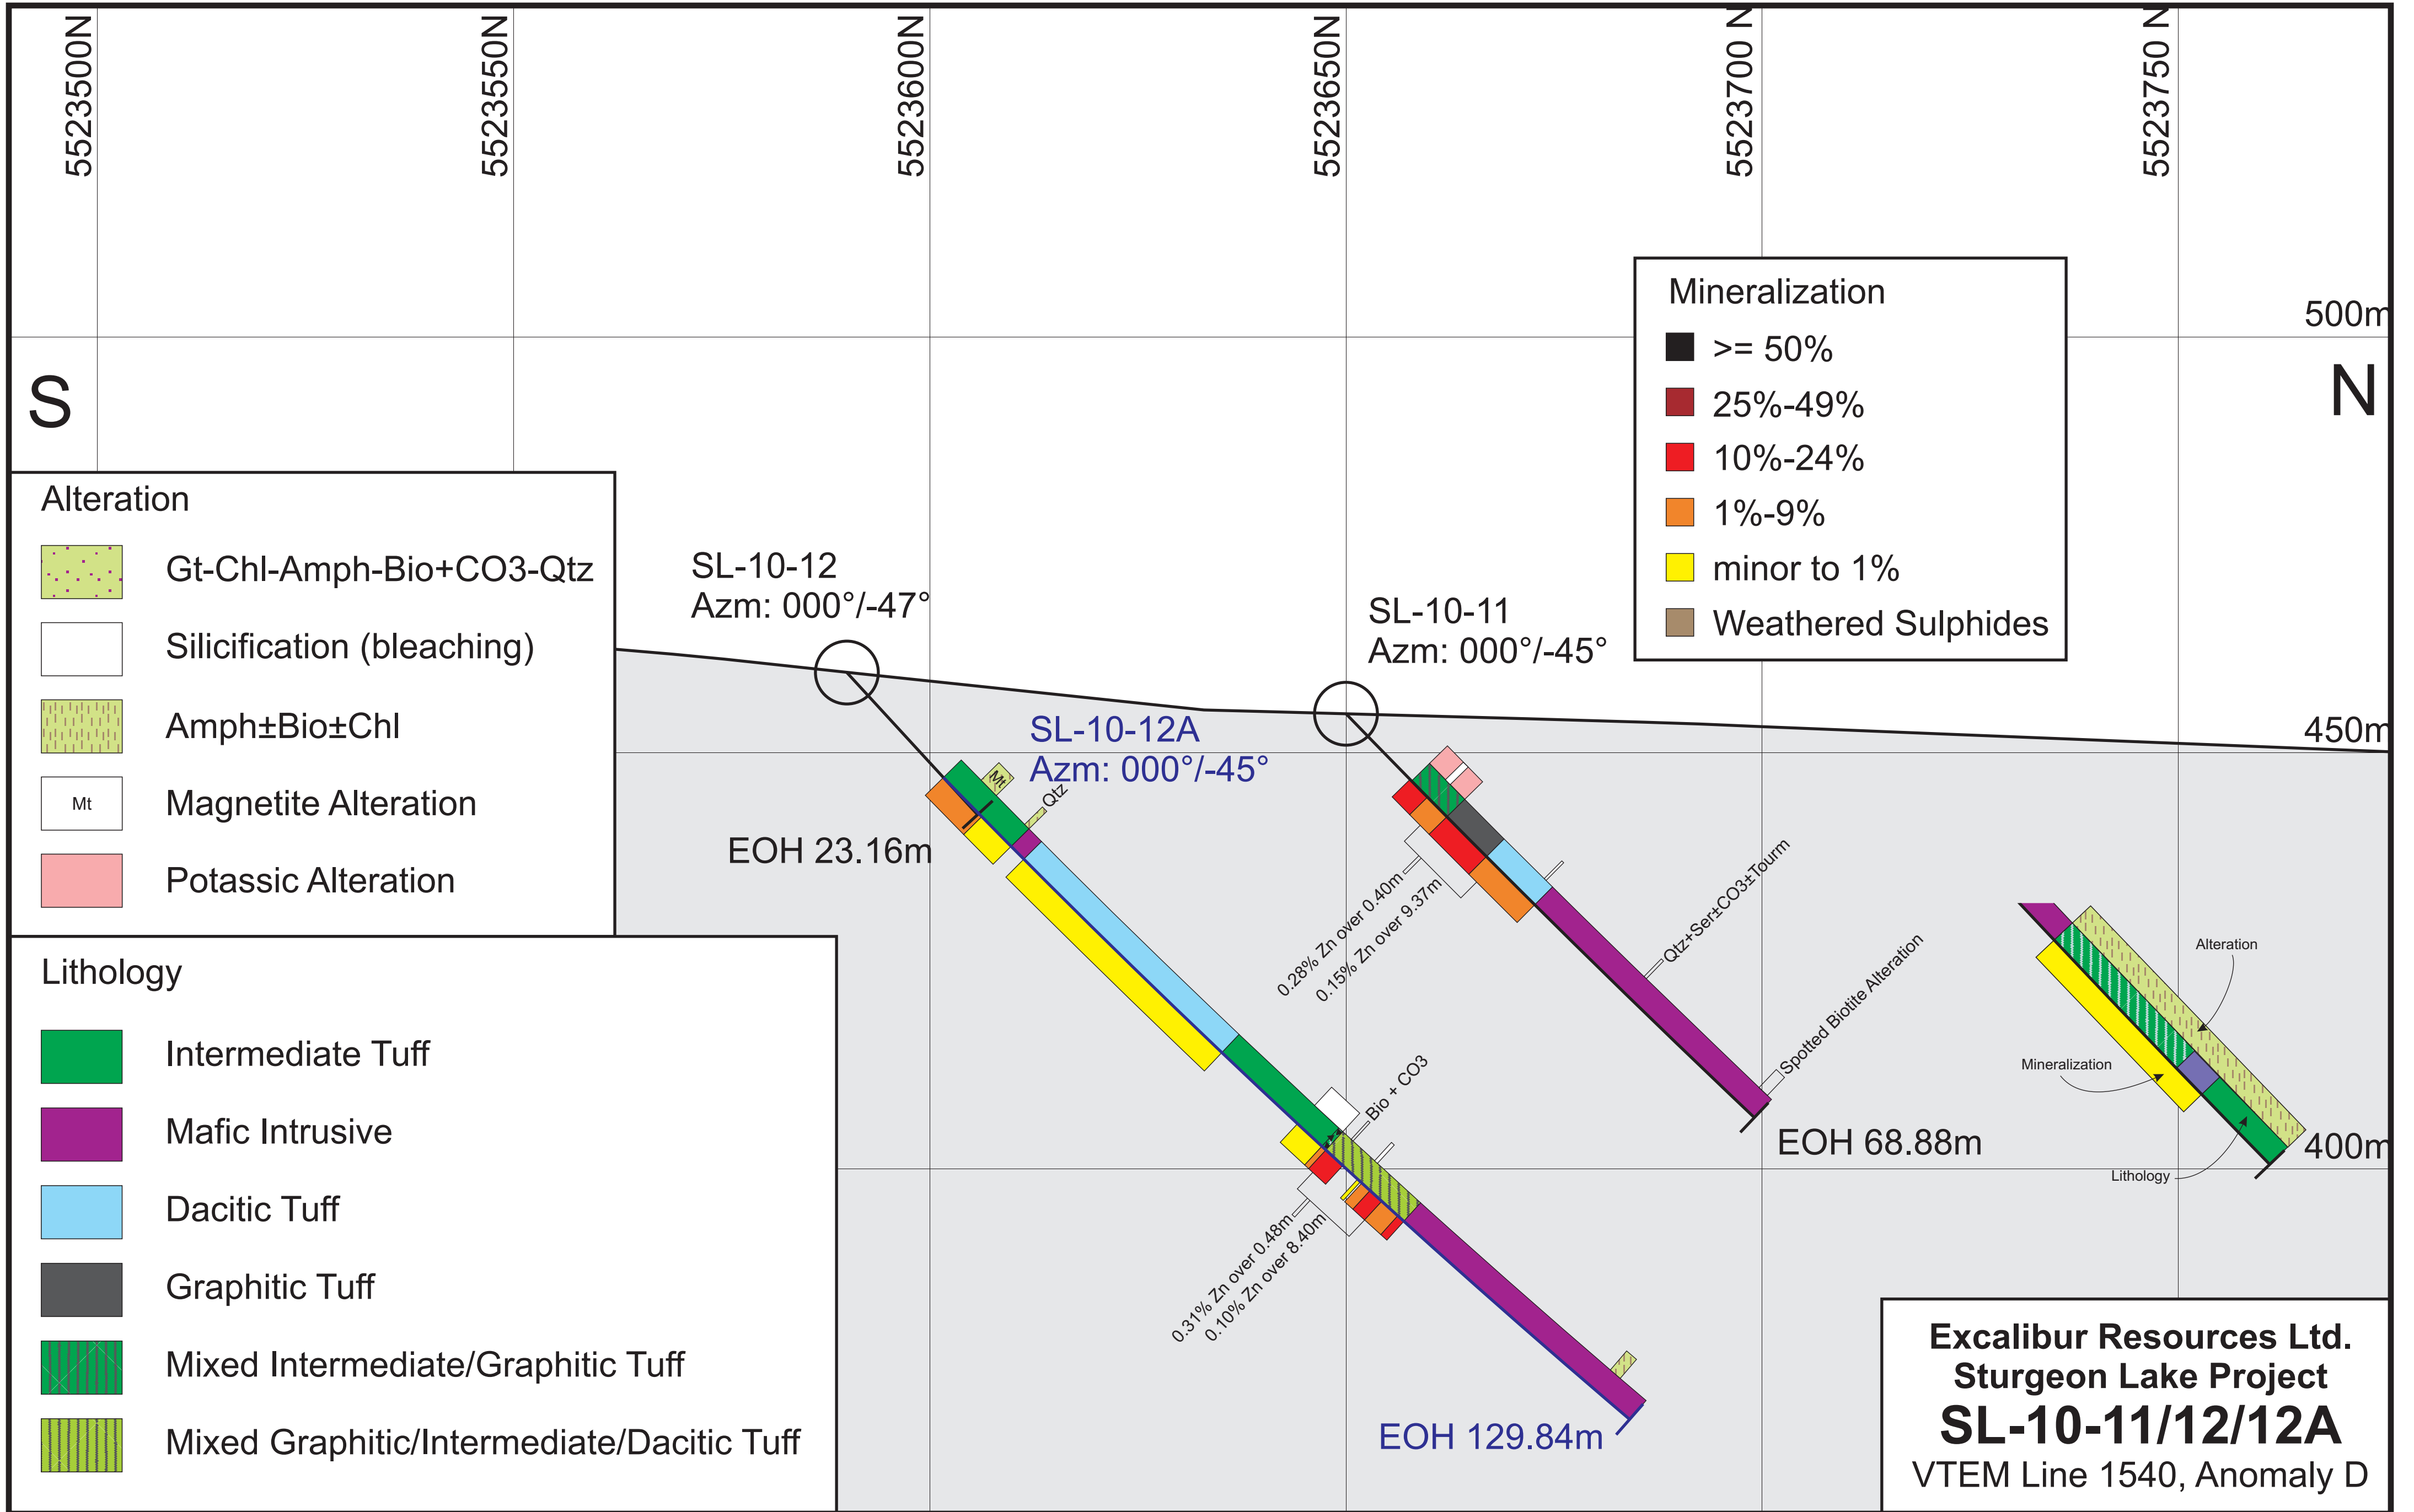 5523500N
5523550N
5523600N
5523650N
5523700 N
5523750 N
500m
S
N
Mineralization
>= 50%
25%-49%
10%-24%
1%-9%
minor to 1%
Weathered Sulphides
Alteration
Gt-Chl-Amph-Bio+CO3-Qtz
Silicification (bleaching)
Amph±Bio±Chl
Mt
Magnetite Alteration
Potassic Alteration
SL-10-12
Azm: 000°/-47°
SL-10-11
Azm: 000°/-45°
SL-10-12A
Azm: 000°/-45°
450m
Mt
Qtz
EOH 23.16m
0.28% Zn over 0.40m
0.15% Zn over 9.37m
Qtz+Ser±CO3±Tourm
Spotted Biotite Alteration
EOH 68.88m
Alteration
Mineralization
Lithology
400m
Bio + CO3
0.31% Zn over 0.48m
0.10% Zn over 8.40m
EOH 129.84m
Lithology
Intermediate Tuff
Mafic Intrusive
Dacitic Tuff
Graphitic Tuff
Mixed Intermediate/Graphitic Tuff
Mixed Graphitic/Intermediate/Dacitic Tuff
Excalibur Resources Ltd.
Sturgeon Lake Project
SL-10-11/12/12A
VTEM Line 1540, Anomaly D